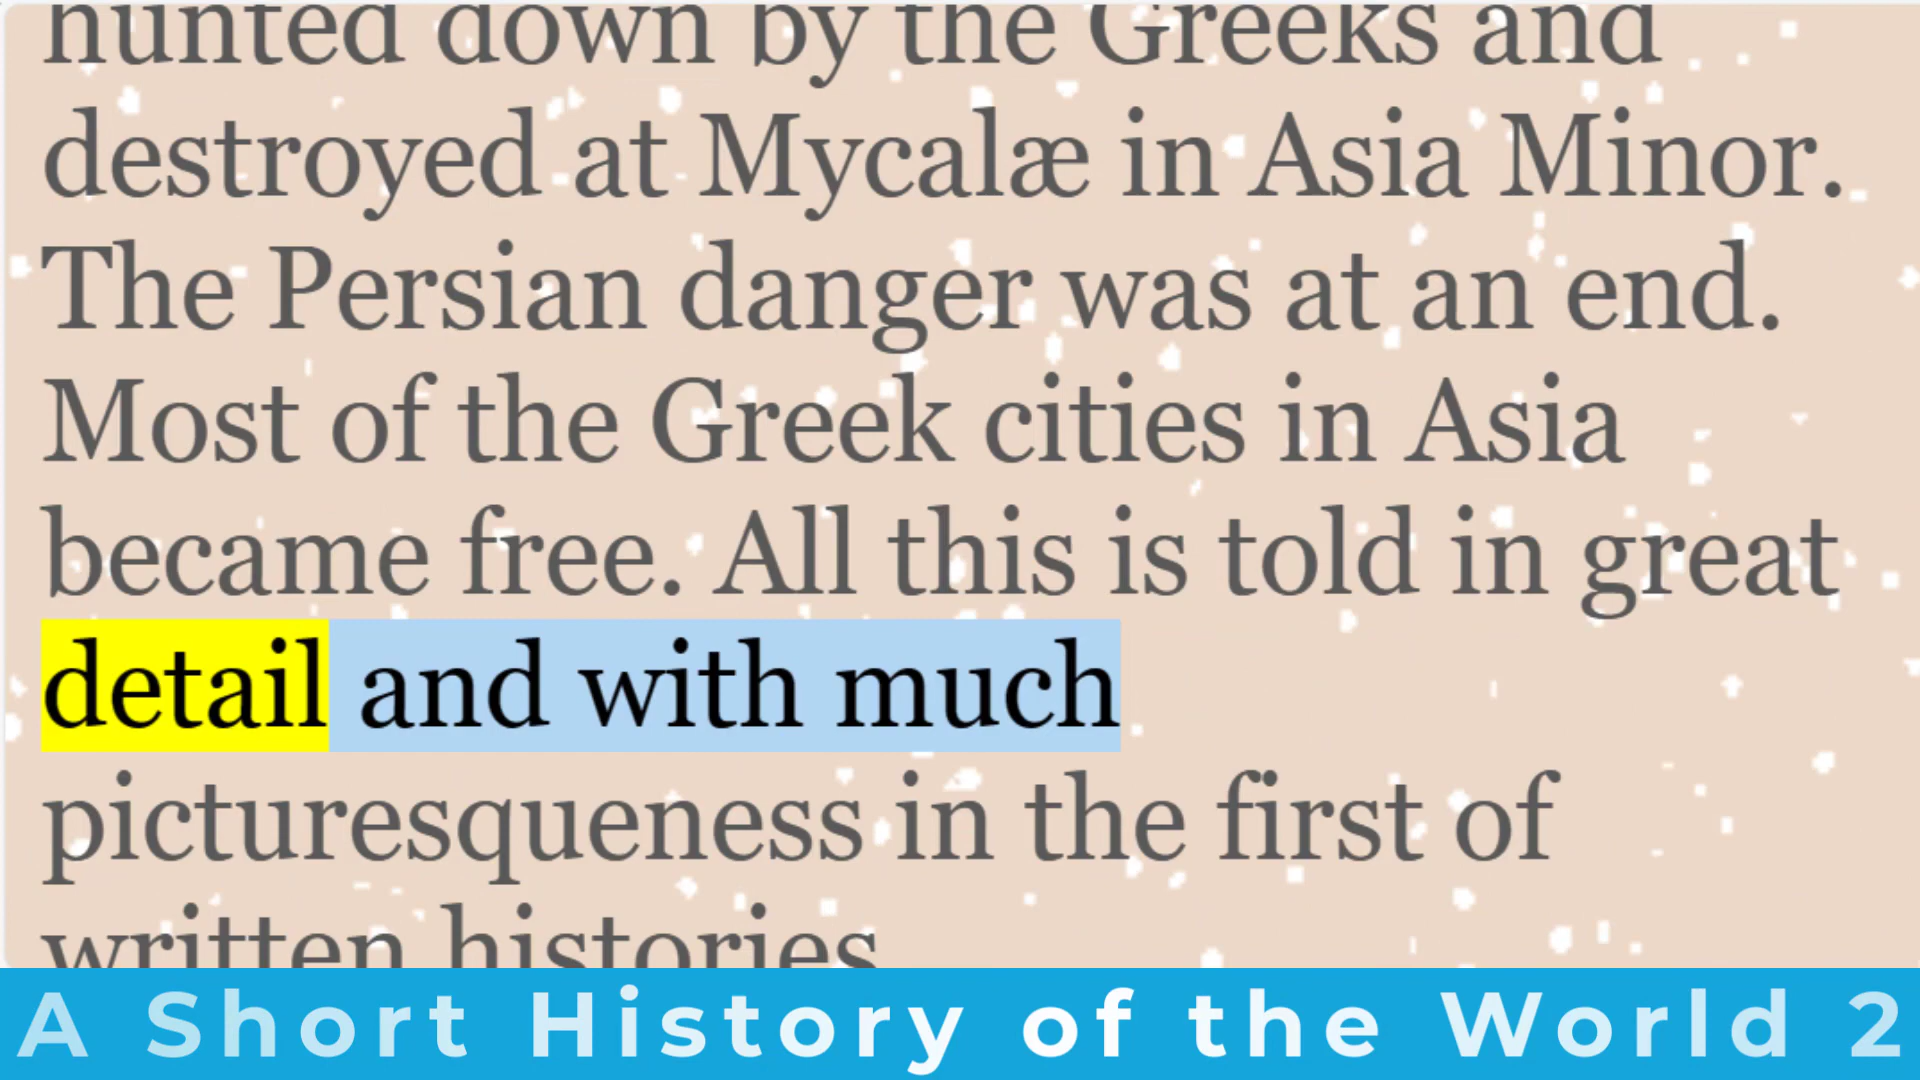 hunted down by the Greeks and
destroyed at Mycalæ in Asia Minor.
The Persian danger was at an end.
Most of the Greek cities in Asia
became free. All this is told in great
detail and with much
picturesqueness in the first of
written histories
A Short History of the World 2